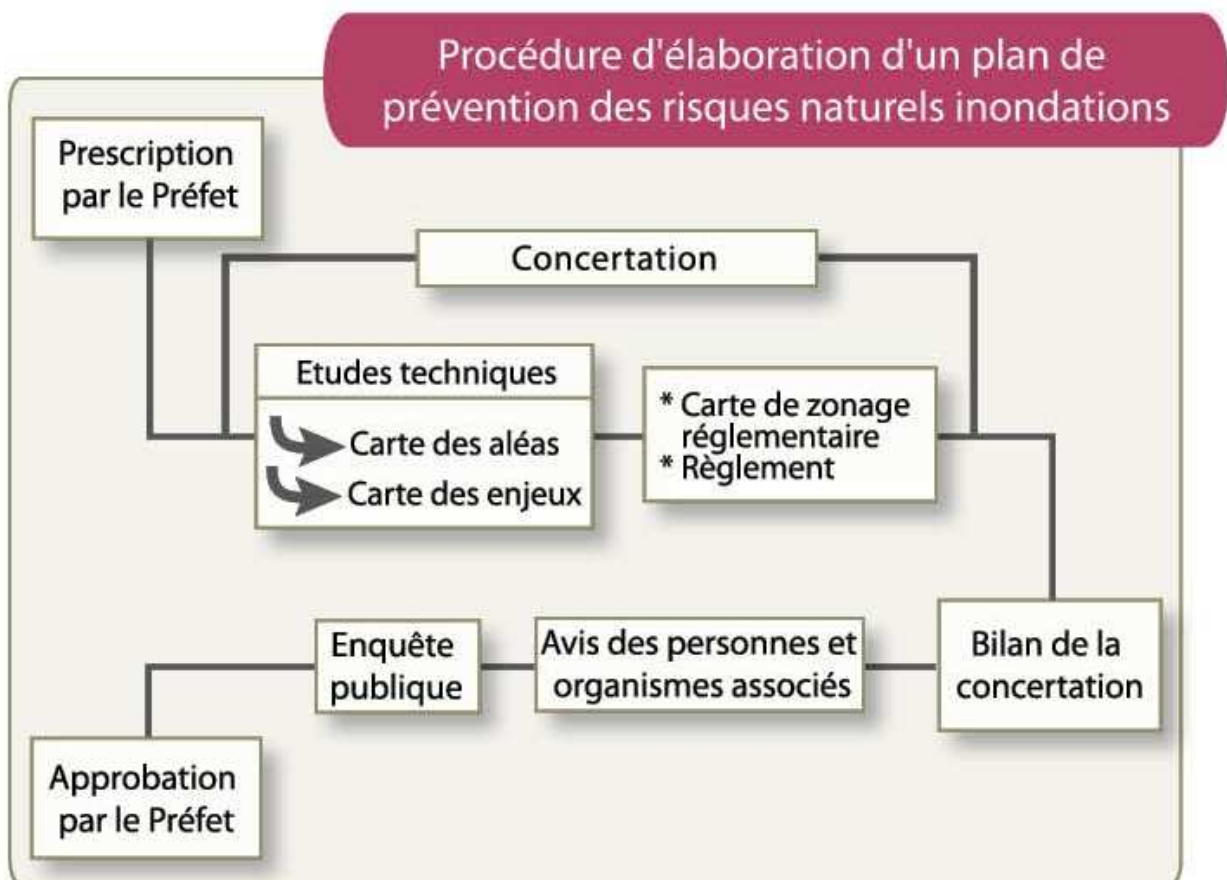 Procédure d'élaboration d'un plan de
prévention des risques naturels inondations
Prescription
par le Préfet
Concertation
Etudes techniques
Carte des aléas
Carte des enjeux
* Carte de zonage
réglementaire
* Règlement
Bilan de la
concertation
Avis des personnes et
organismes associés
Enquête
publique
Approbation
par le Préfet